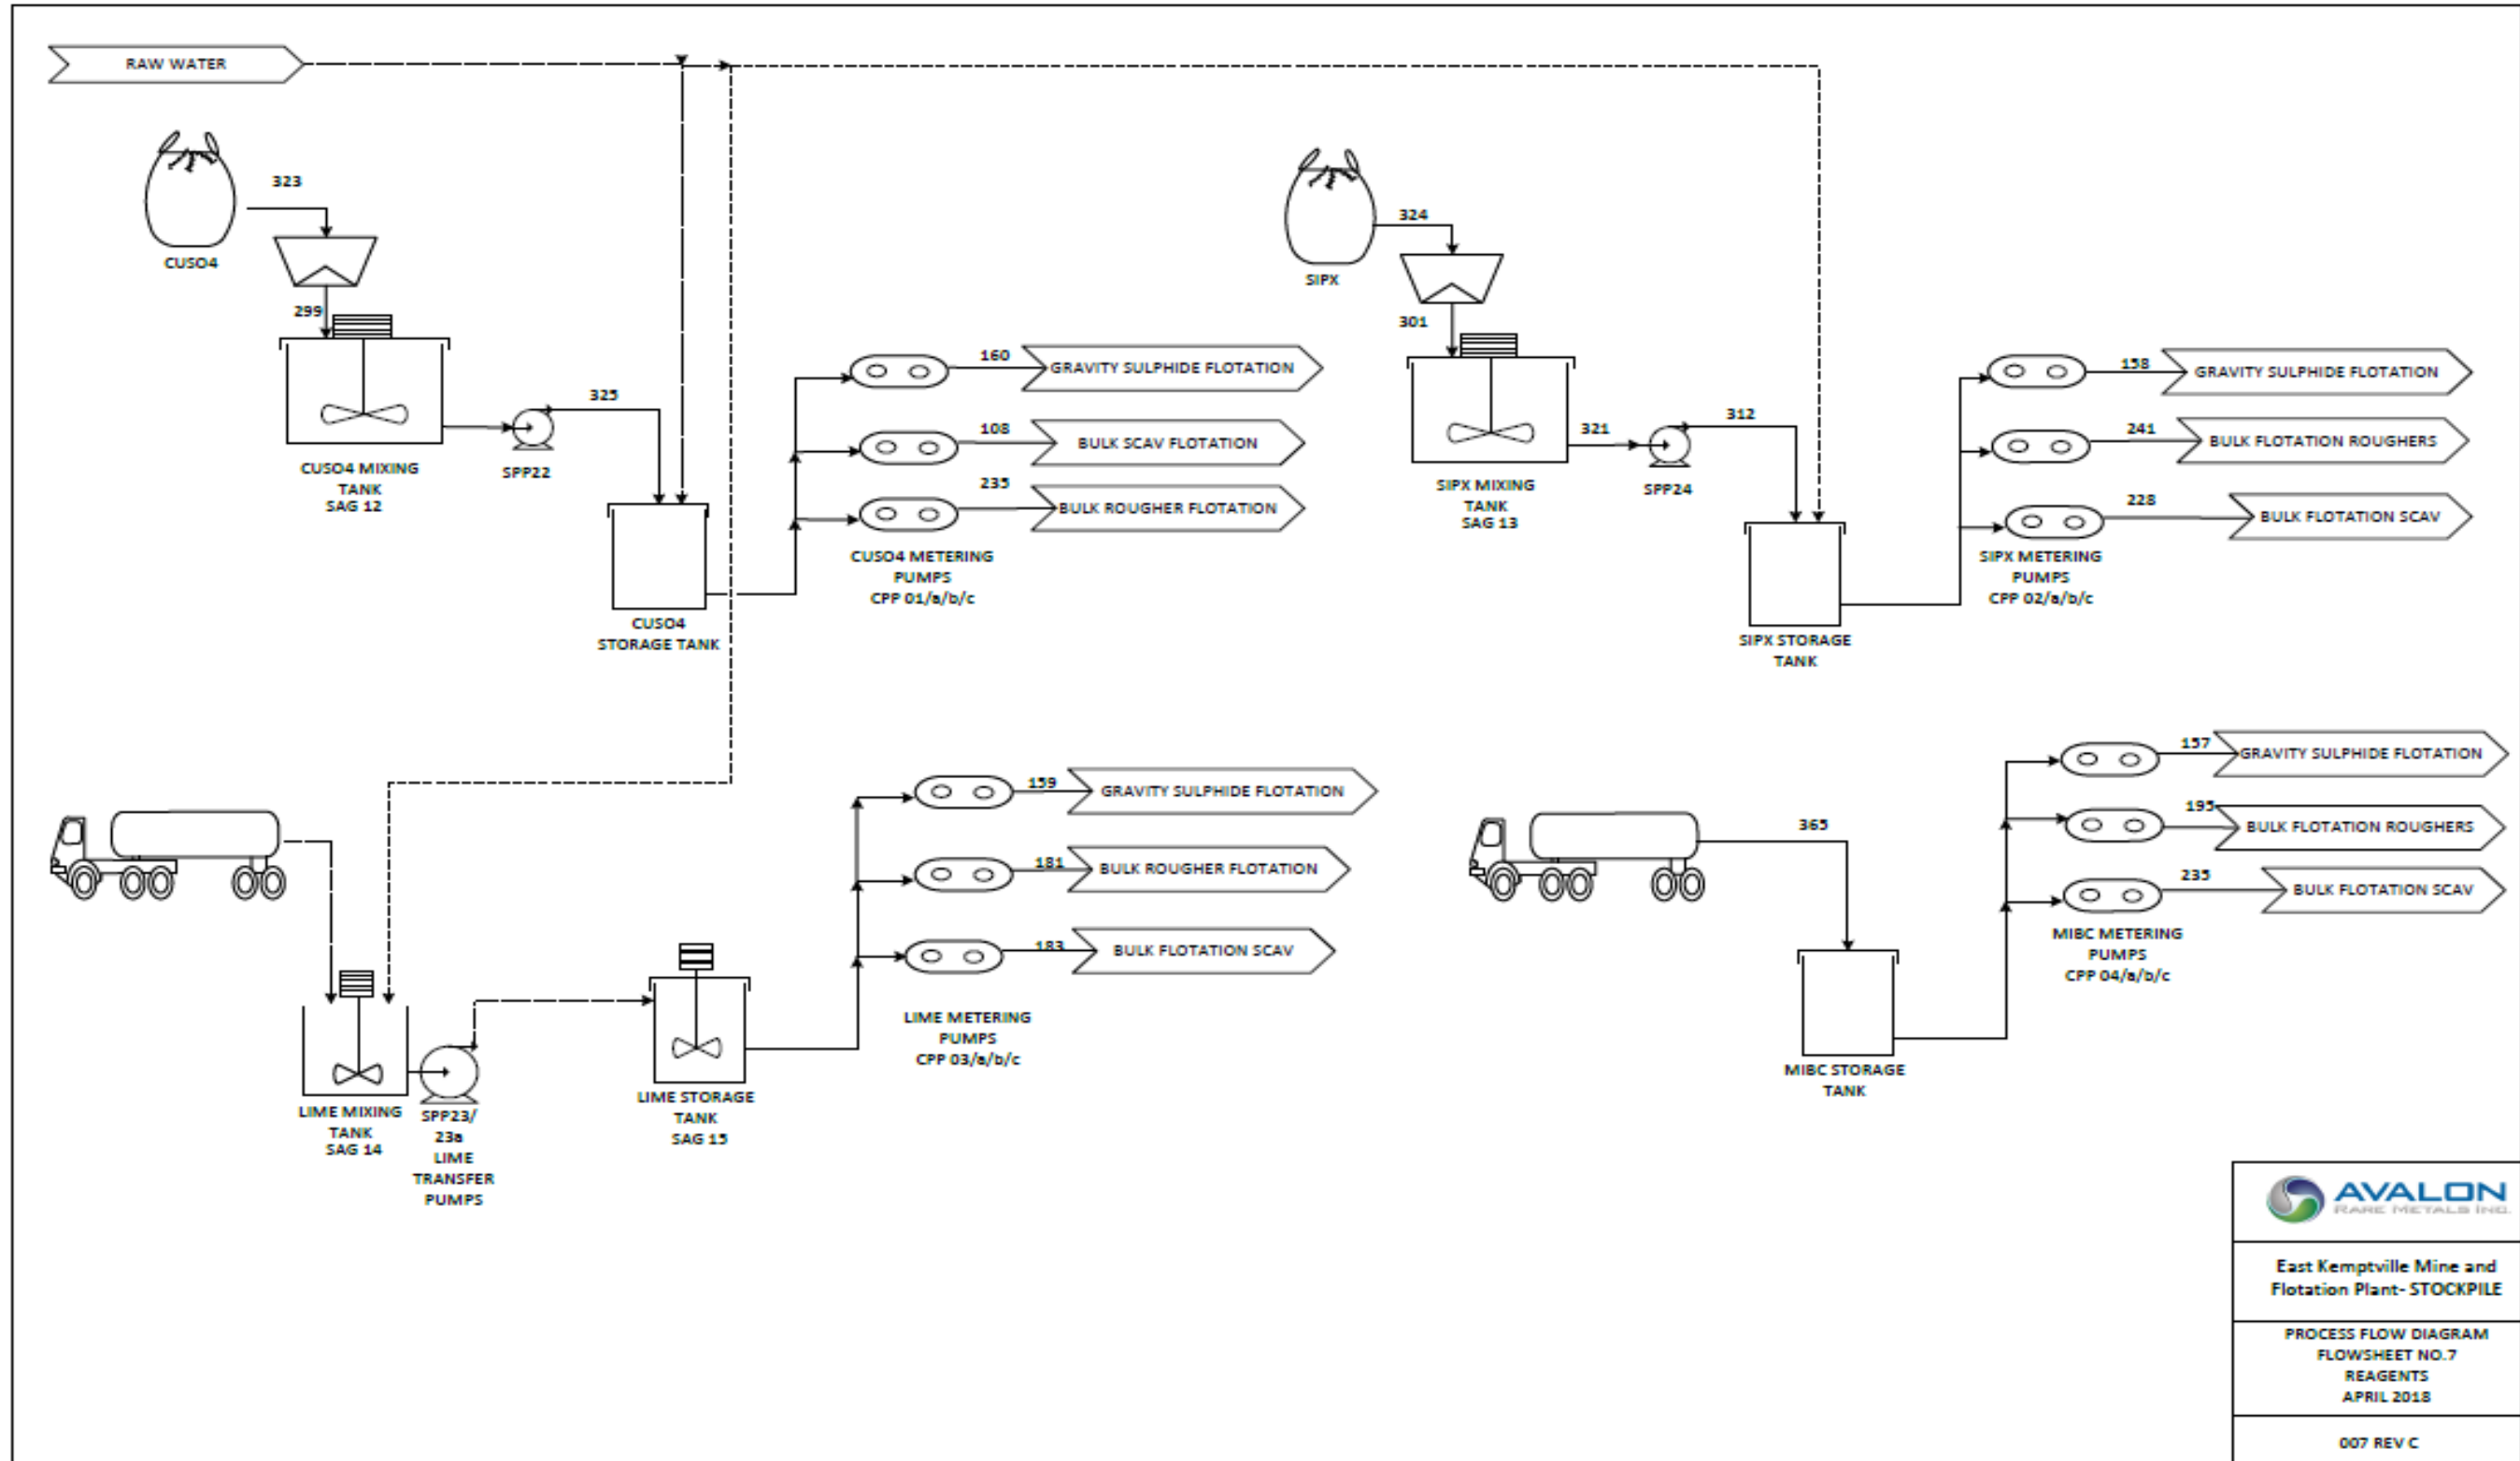 RAW WATER
323
CUSO4
299
CUSO4 MIXING
TANK
SAG 12
325
SPP22
CUSO4
STORAGE TANK
160
GRAVITY SULPHIDE FLOTATION
108
BULK SCAV FLOTATION
235
BULK ROUGHER FLOTATION
CUSO4 METERING
PUMPS
CPP 01/a/b/c
324
SIPX
301
SIPX MIXING
TANK
SAG 13
321
312
SPP24
SIPX STORAGE
TANK
158
GRAVITY SULPHIDE FLOTATION
241
BULK FLOTATION ROUGHERS
228
BULK FLOTATION SCAV
SIPX METERING
PUMPS
CPP 02/a/b/c
LIME MIXING
TANK
SAG 14
SPP23/
23a
LIME
TRANSFER
PUMPS
LIME STORAGE
TANK
SAG 15
159
GRAVITY SULPHIDE FLOTATION
181
BULK ROUGHER FLOTATION
183
BULK FLOTATION SCAV
LIME METERING
PUMPS
CPP 03/a/b/c
365
MIBC STORAGE
TANK
157
GRAVITY SULPHIDE FLOTATION
195
BULK FLOTATION ROUGHERS
235
BULK FLOTATION SCAV
MIBC METERING
PUMPS
CPP 04/a/b/c
AVALON
RARE METALS INC.
East Kemptville Mine and
Flotation Plant- STOCKPILE
PROCESS FLOW DIAGRAM
FLOWSHEET NO.7
REAGENTS
APRIL 2018
007 REV C